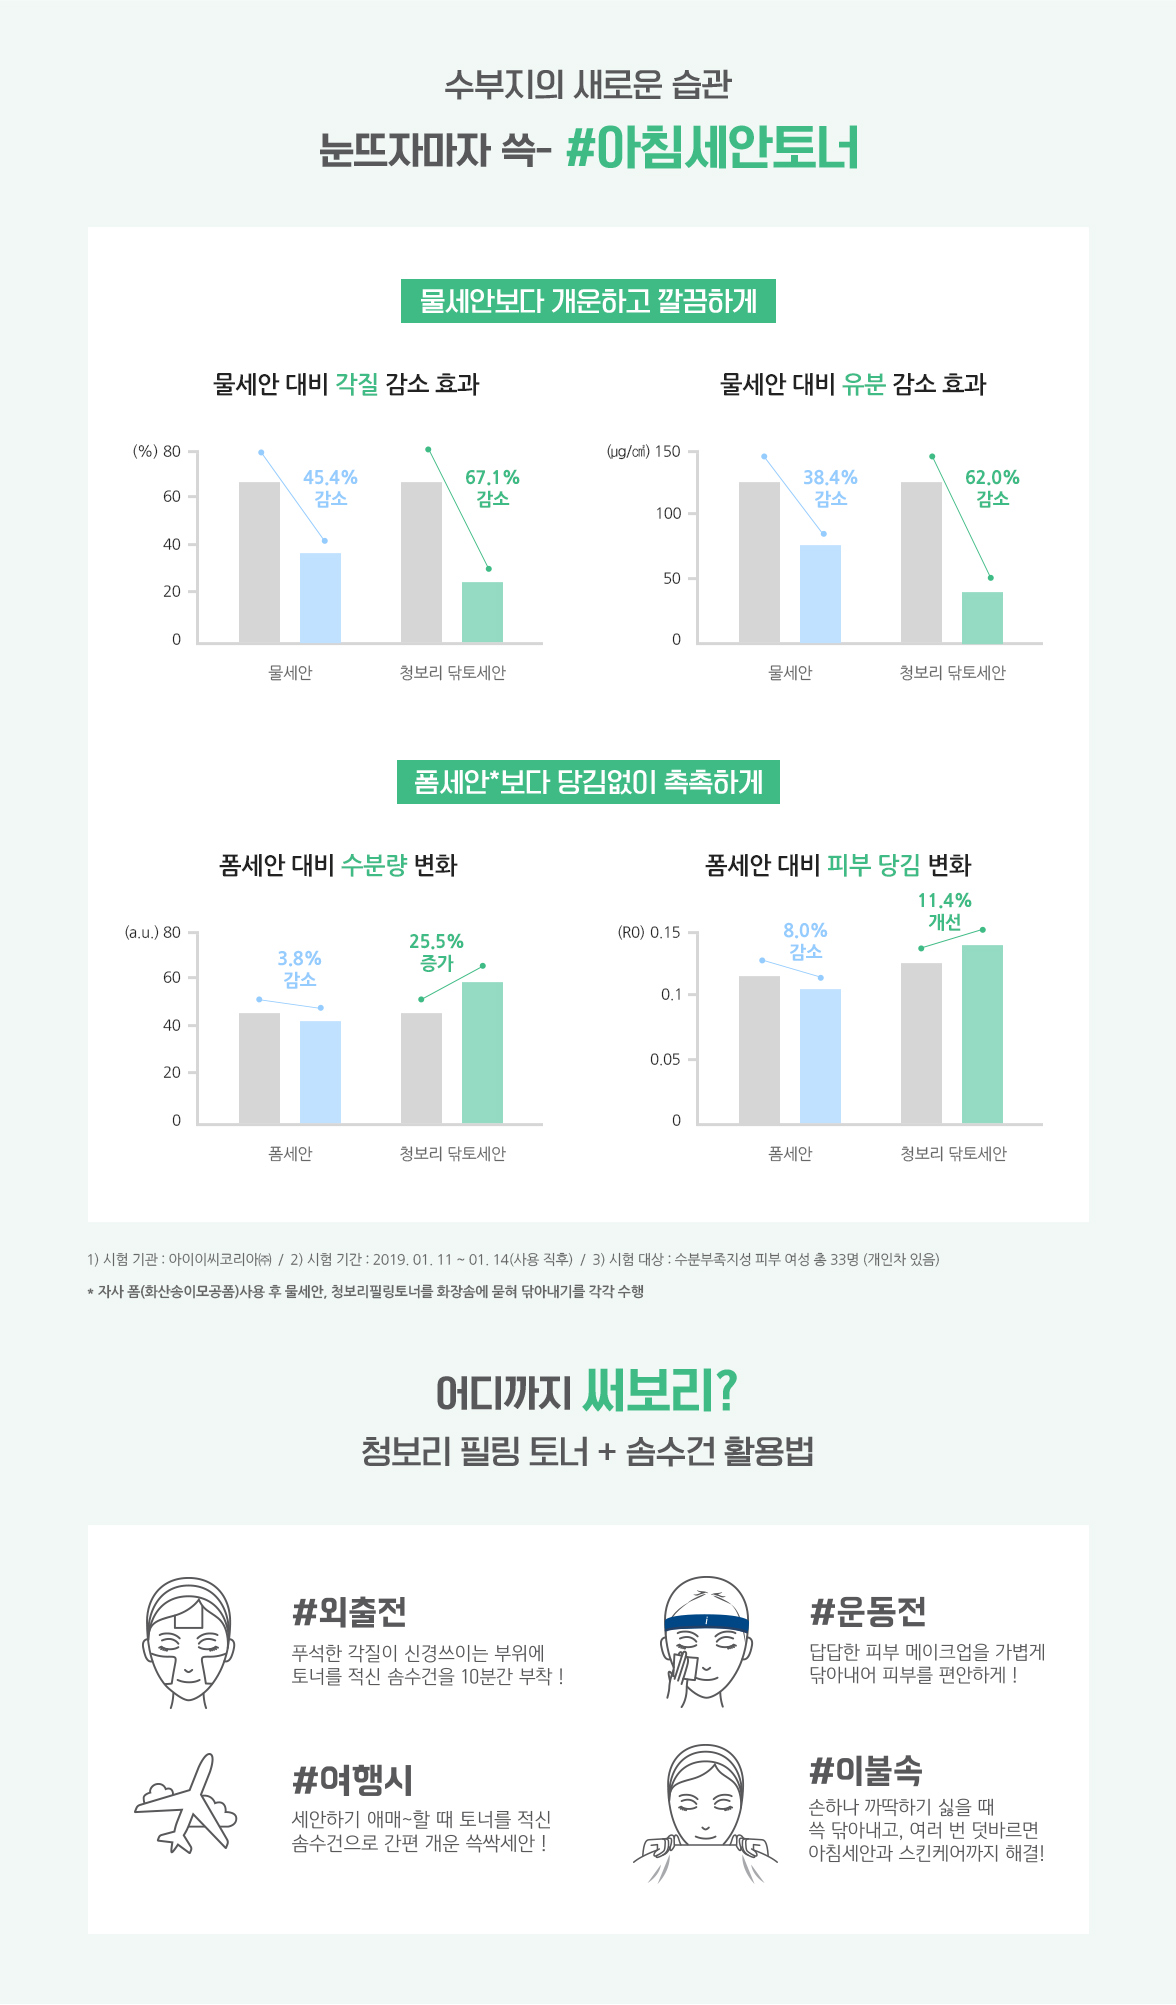 수부지의 새로운 습관
눈뜨자마자 쓱- #아침세안토너
물세안보다 개운하고 깔끔하게
물세안 대비 각질 감소 효과
(%) 80
60
40
20
0
45.4%
감소
67.1%
감소
물세안
청보리 닦토세안
물세안 대비 유분 감소 효과
(μg/㎠) 150
100
50
0
38.4%
감소
62.0%
감소
물세안
청보리 닦토세안
폼세안*보다 당김없이 촉촉하게
폼세안 대비 수분량 변화
(a.u.) 80
60
40
20
0
3.8%
감소
25.5%
증가
폼세안
청보리 닦토세안
폼세안 대비 피부 당김 변화
(R0) 0.15
0.1
0.05
0
8.0%
감소
11.4%
개선
폼세안
청보리 닦토세안
1) 시험 기관 : 아이이씨코리아㈜ / 2) 시험 기간 : 2019. 01. 11 ~ 01. 14(사용 직후) / 3) 시험 대상 : 수분부족지성 피부 여성 총 33명 (개인차 있음)
* 자사 폼(화산송이모공폼)사용 후 물세안, 청보리필링토너를 화장솜에 묻혀 닦아내기를 각각 수행
어디까지 써보리?
청보리 필링 토너 + 솜수건 활용법
#외출전
푸석한 각질이 신경쓰이는 부위에
토너를 적신 솜수건을 10분간 부착 !
i
#운동전
답답한 피부 메이크업을 가볍게
닦아내어 피부를 편안하게 !
#여행시
세안하기 애매~할 때 토너를 적신
솜수건으로 간편 개운 쓱싹세안 !
#이불속
손하나 까딱하기 싫을 때
쓱 닦아내고, 여러 번 덧바르면
아침세안과 스킨케어까지 해결!